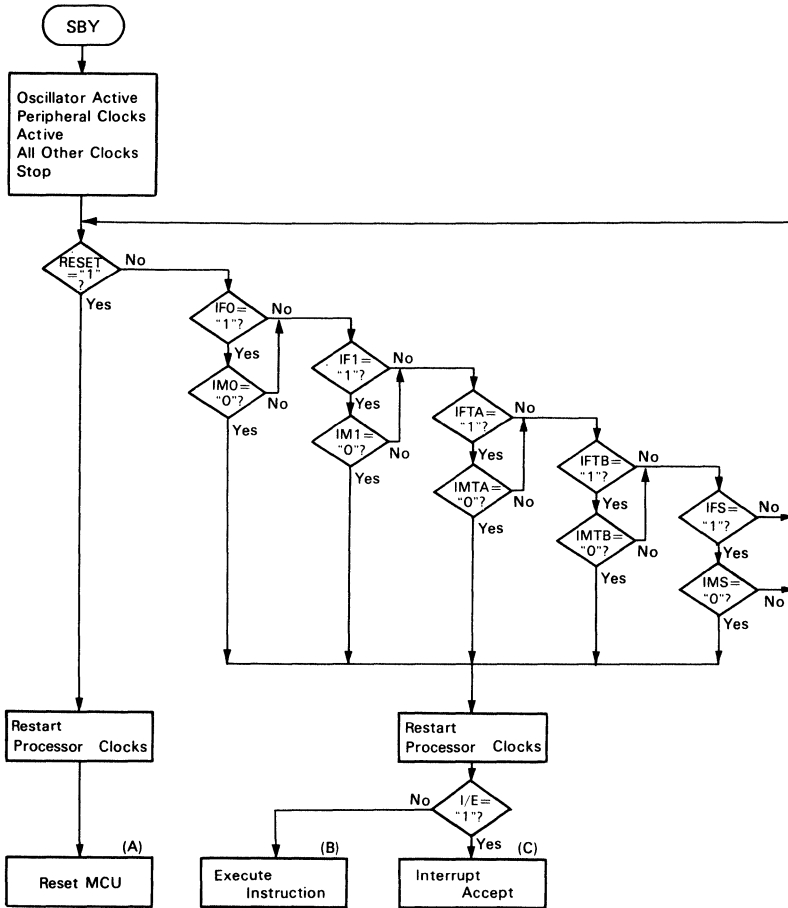 SBY
Oscillator Active
Peripheral Clocks
Active
All Other Clocks
Stop
RESET
="1"
?
No
Yes
IF0=
"1"?
No
Yes
IM0=
"0"?
No
Yes
IF1=
"1"?
No
Yes
IM1=
"0"?
No
Yes
IFTA=
"1"?
No
Yes
IMTA=
"0"?
No
Yes
IFTB=
"1"?
No
Yes
IMTB=
"0"?
No
Yes
IFS=
"1"?
No
Yes
IMS=
"0"?
No
Yes
Restart
Processor Clocks
Restart
Processor Clocks
I/E=
"1"?
No
Yes
(A)
Reset MCU
(B)
Execute
Instruction
(C)
Interrupt
Accept